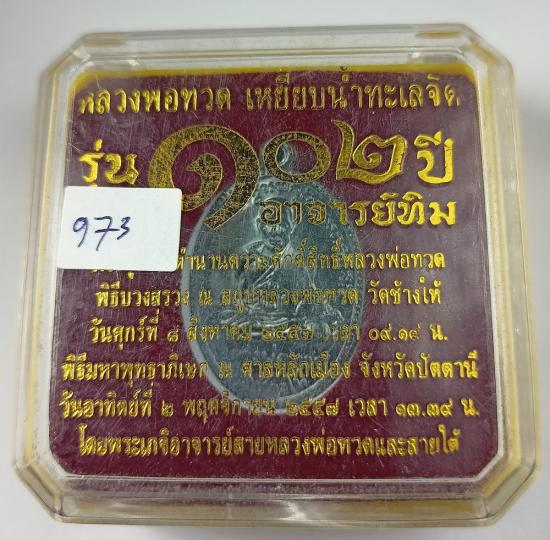 หลวงพ่อทวด เหยียบน้ำทะเลจืด
รุ่น ๑๐๒ ปี
อาจารย์ทิม
973
ตำนานความศักดิ์สิทธิ์หลวงพ่อทวด
พิธีบวงสรวง ณ สถูปหลวงพ่อทวด วัดช้างให้
วันศุกร์ที่ ๘ สิงหาคม ๒๕๕๗ เวลา ๐๙.๑๙ น.
พิธีมหาพุทธาภิเษก ณ ศาลหลักเมือง จังหวัดปัตตานี
วันอาทิตย์ที่ ๒ พฤศจิกายน ๒๕๕๗ เวลา ๑๓.๓๙ น.
โดยพระเกจิอาจารย์สายหลวงพ่อทวดและสายใต้